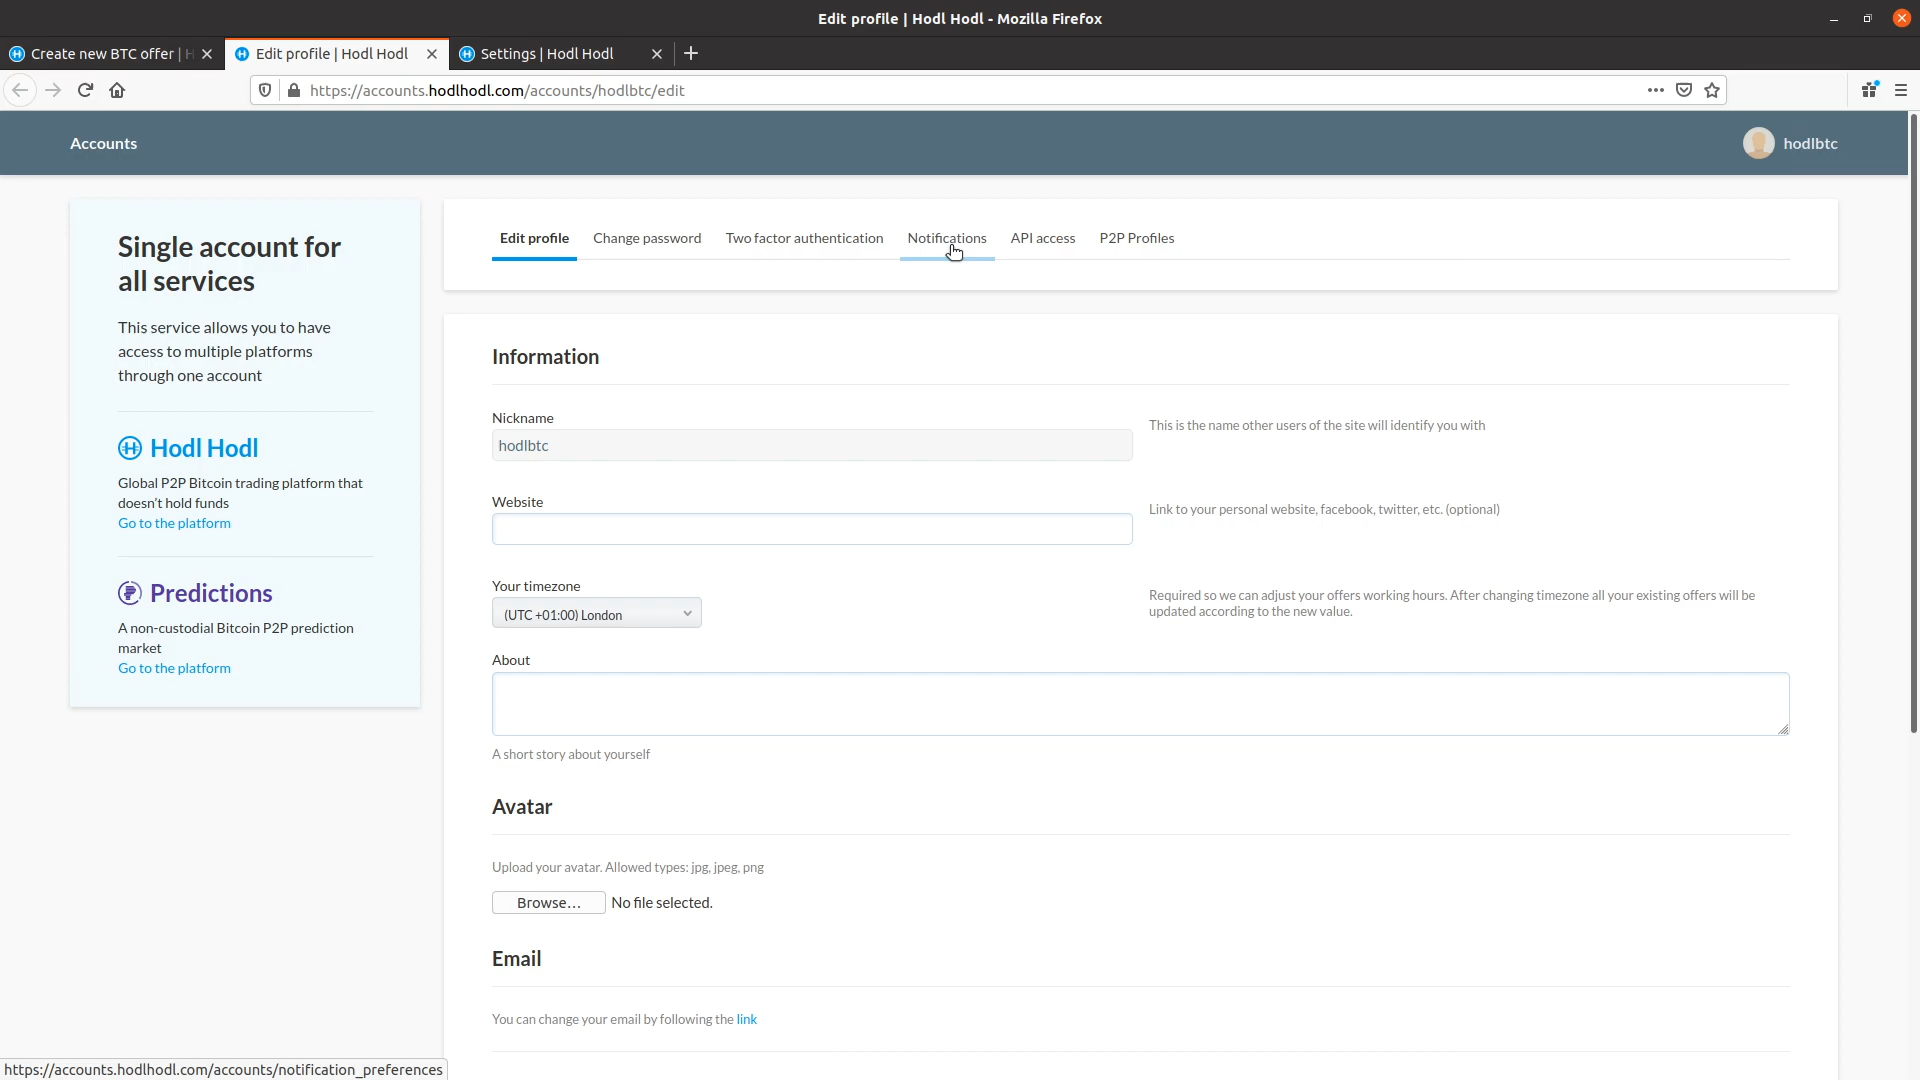 Edit profile | Hodl Hodl - Mozilla Firefox
Create new BTC offer | H
Edit profile | Hodl Hodl
Settings | Hodl Hodl
https://accounts.hodlhodl.com/accounts/hodlbtc/edit
Accounts
hodlbtc
Single account for
all services
This service allows you to have
access to multiple platforms
through one account
Hodl Hodl
Global P2P Bitcoin trading platform that
doesn't hold funds
Go to the platform
Predictions
A non-custodial Bitcoin P2P prediction
market
Go to the platform
Edit profile
Change password
Two factor authentication
Notifications
API access
P2P Profiles
Information
Nickname
hodlbtc
This is the name other users of the site will identify you with
Website
Link to your personal website, facebook, twitter, etc. (optional)
Your timezone
(UTC +01:00) London
Required so we can adjust your offers working hours. After changing timezone all your existing offers will be
updated according to the new value.
About
A short story about yourself
Avatar
Upload your avatar. Allowed types: jpg, jpeg, png
Browse...
No file selected.
Email
You can change your email by following the link
https://accounts.hodlhodl.com/accounts/notification_preferences